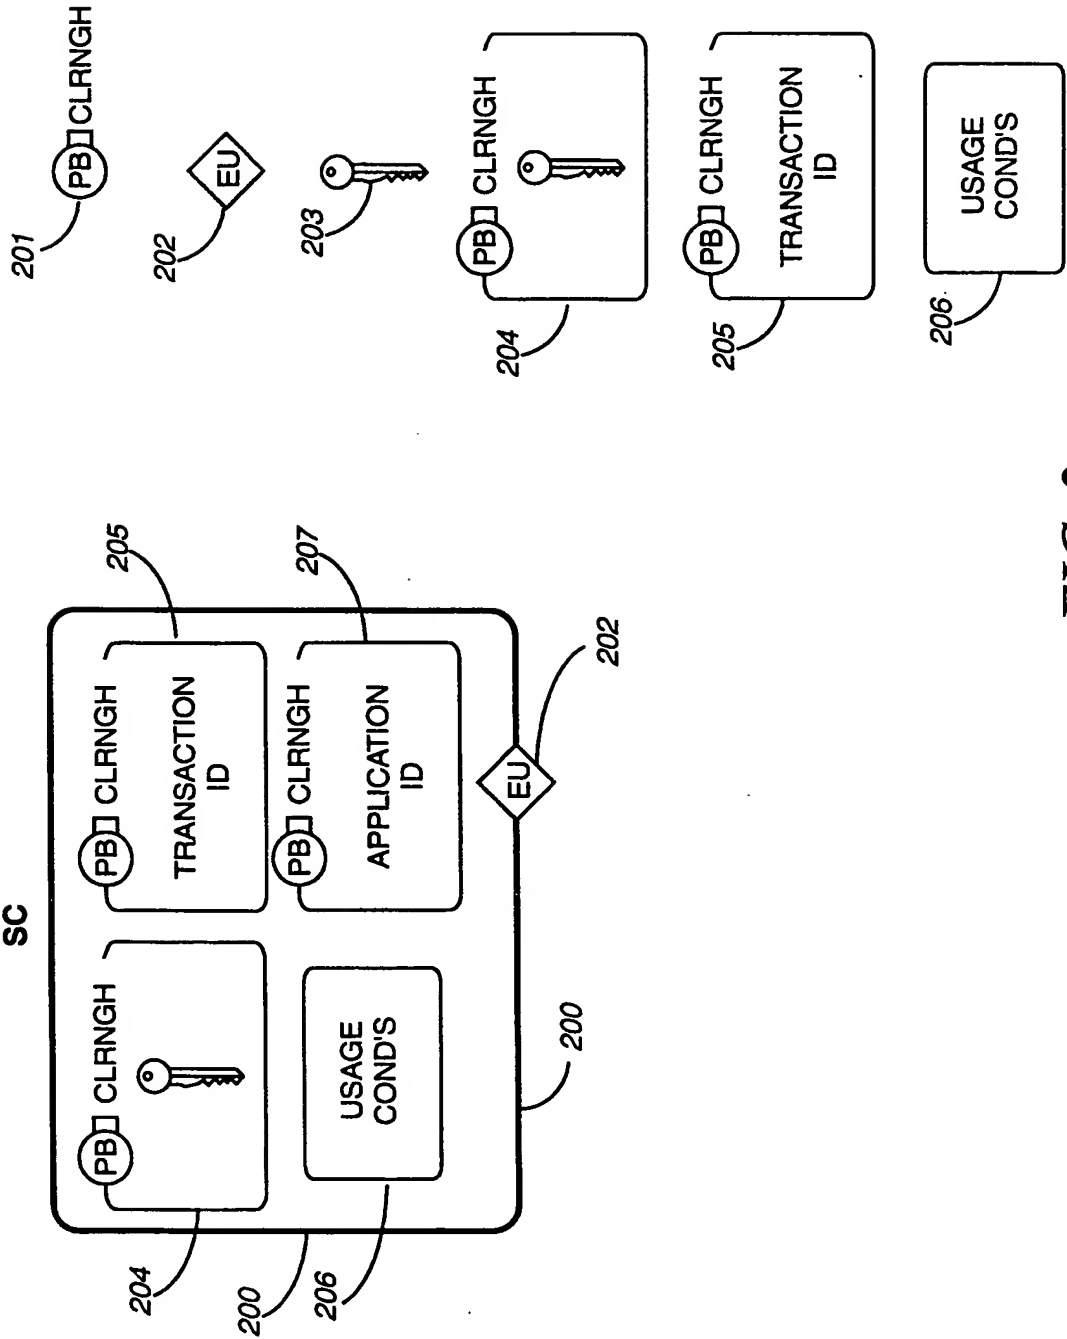 SC
204
PB CLRNGH
200
206
USAGE
COND'S
200
205
PB CLRNGH
TRANSACTION
ID
207
PB CLRNGH
APPLICATION
ID
EU
202
201
PB CLRNGH
202
EU
203
204
PB CLRNGH
205
PB CLRNGH
TRANSACTION
ID
206
USAGE
COND'S